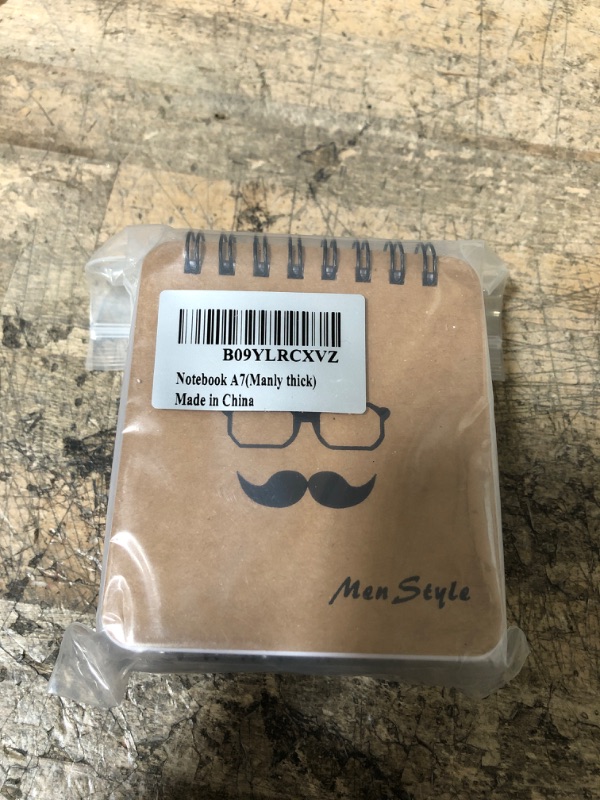 B09YLRCXVZ
Notebook A7(Manly thick)
Made in China
Men Style